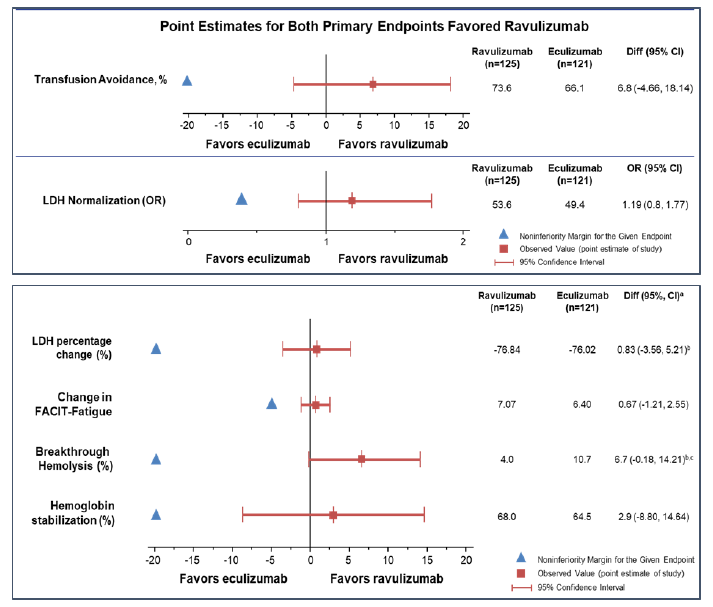 Point Estimates for Both Primary Endpoints Favored Ravulizumab
Ravulizumab (n=125) Eculizumab (n=121) Diff (95% CI)
Transfusion Avoidance, % 73.6 66.1 6.8 (-4.66, 18.14)
-20 -15 -10 -5 0 5 10 15 20
Favors eculizumab Favors ravulizumab
Ravulizumab (n=125) Eculizumab (n=121) OR (95% CI)
LDH Normalization (OR) 53.6 49.4 1.19 (0.8, 1.77)
0 1 2
Favors eculizumab Favors ravulizumab
Noninferiority Margin for the Given Endpoint
Observed Value (point estimate of study)
95% Confidence Interval
Ravulizumab (n=125) Eculizumab (n=121) Diff (95%, CI)a
LDH percentage change (%) -76.84 -76.02 0.83 (-3.56, 5.21)b
Change in FACIT-Fatigue 7.07 6.40 0.67 (-1.21, 2.55)
Breakthrough Hemolysis (%) 4.0 10.7 6.7 (-0.18, 14.21)b,c
Hemoglobin stabilization (%) 68.0 64.5 2.9 (-8.80, 14.64)
-20 -15 -10 -5 0 5 10 15 20
Favors eculizumab Favors ravulizumab
Noninferiority Margin for the Given Endpoint
Observed Value (point estimate of study)
95% Confidence Interval